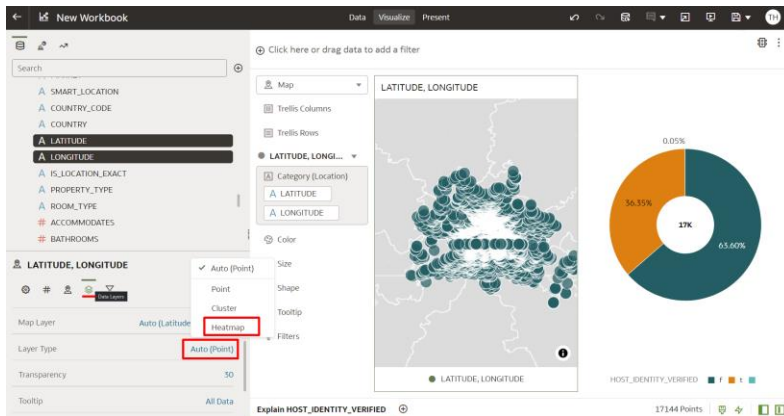 New Workbook
Data Visualize Present
TH
Click here or drag data to add a filter
Search
A SMART_LOCATION
A COUNTRY_CODE
A COUNTRY
A LATITUDE
A LONGITUDE
A IS_LOCATION_EXACT
A PROPERTY_TYPE
A ROOM_TYPE
# ACCOMMODATES
# BATHROOMS
LATITUDE, LONGITUDE
#
Data Layers
Map Layer Auto (Latitude
Layer Type Auto (Point)
Transparency 30
Tooltip All Data
Auto (Point)
Point
Cluster
Heatmap
Map
Trellis Columns
Trellis Rows
LATITUDE, LONGI...
Category (Location)
A LATITUDE
A LONGITUDE
Color
Size
Shape
Tooltip
Filters
LATITUDE, LONGITUDE
LATITUDE, LONGITUDE
0.05%
36.35%
17K
63.60%
HOST_IDENTITY_VERIFIED f t
Explain HOST_IDENTITY_VERIFIED
17144 Points